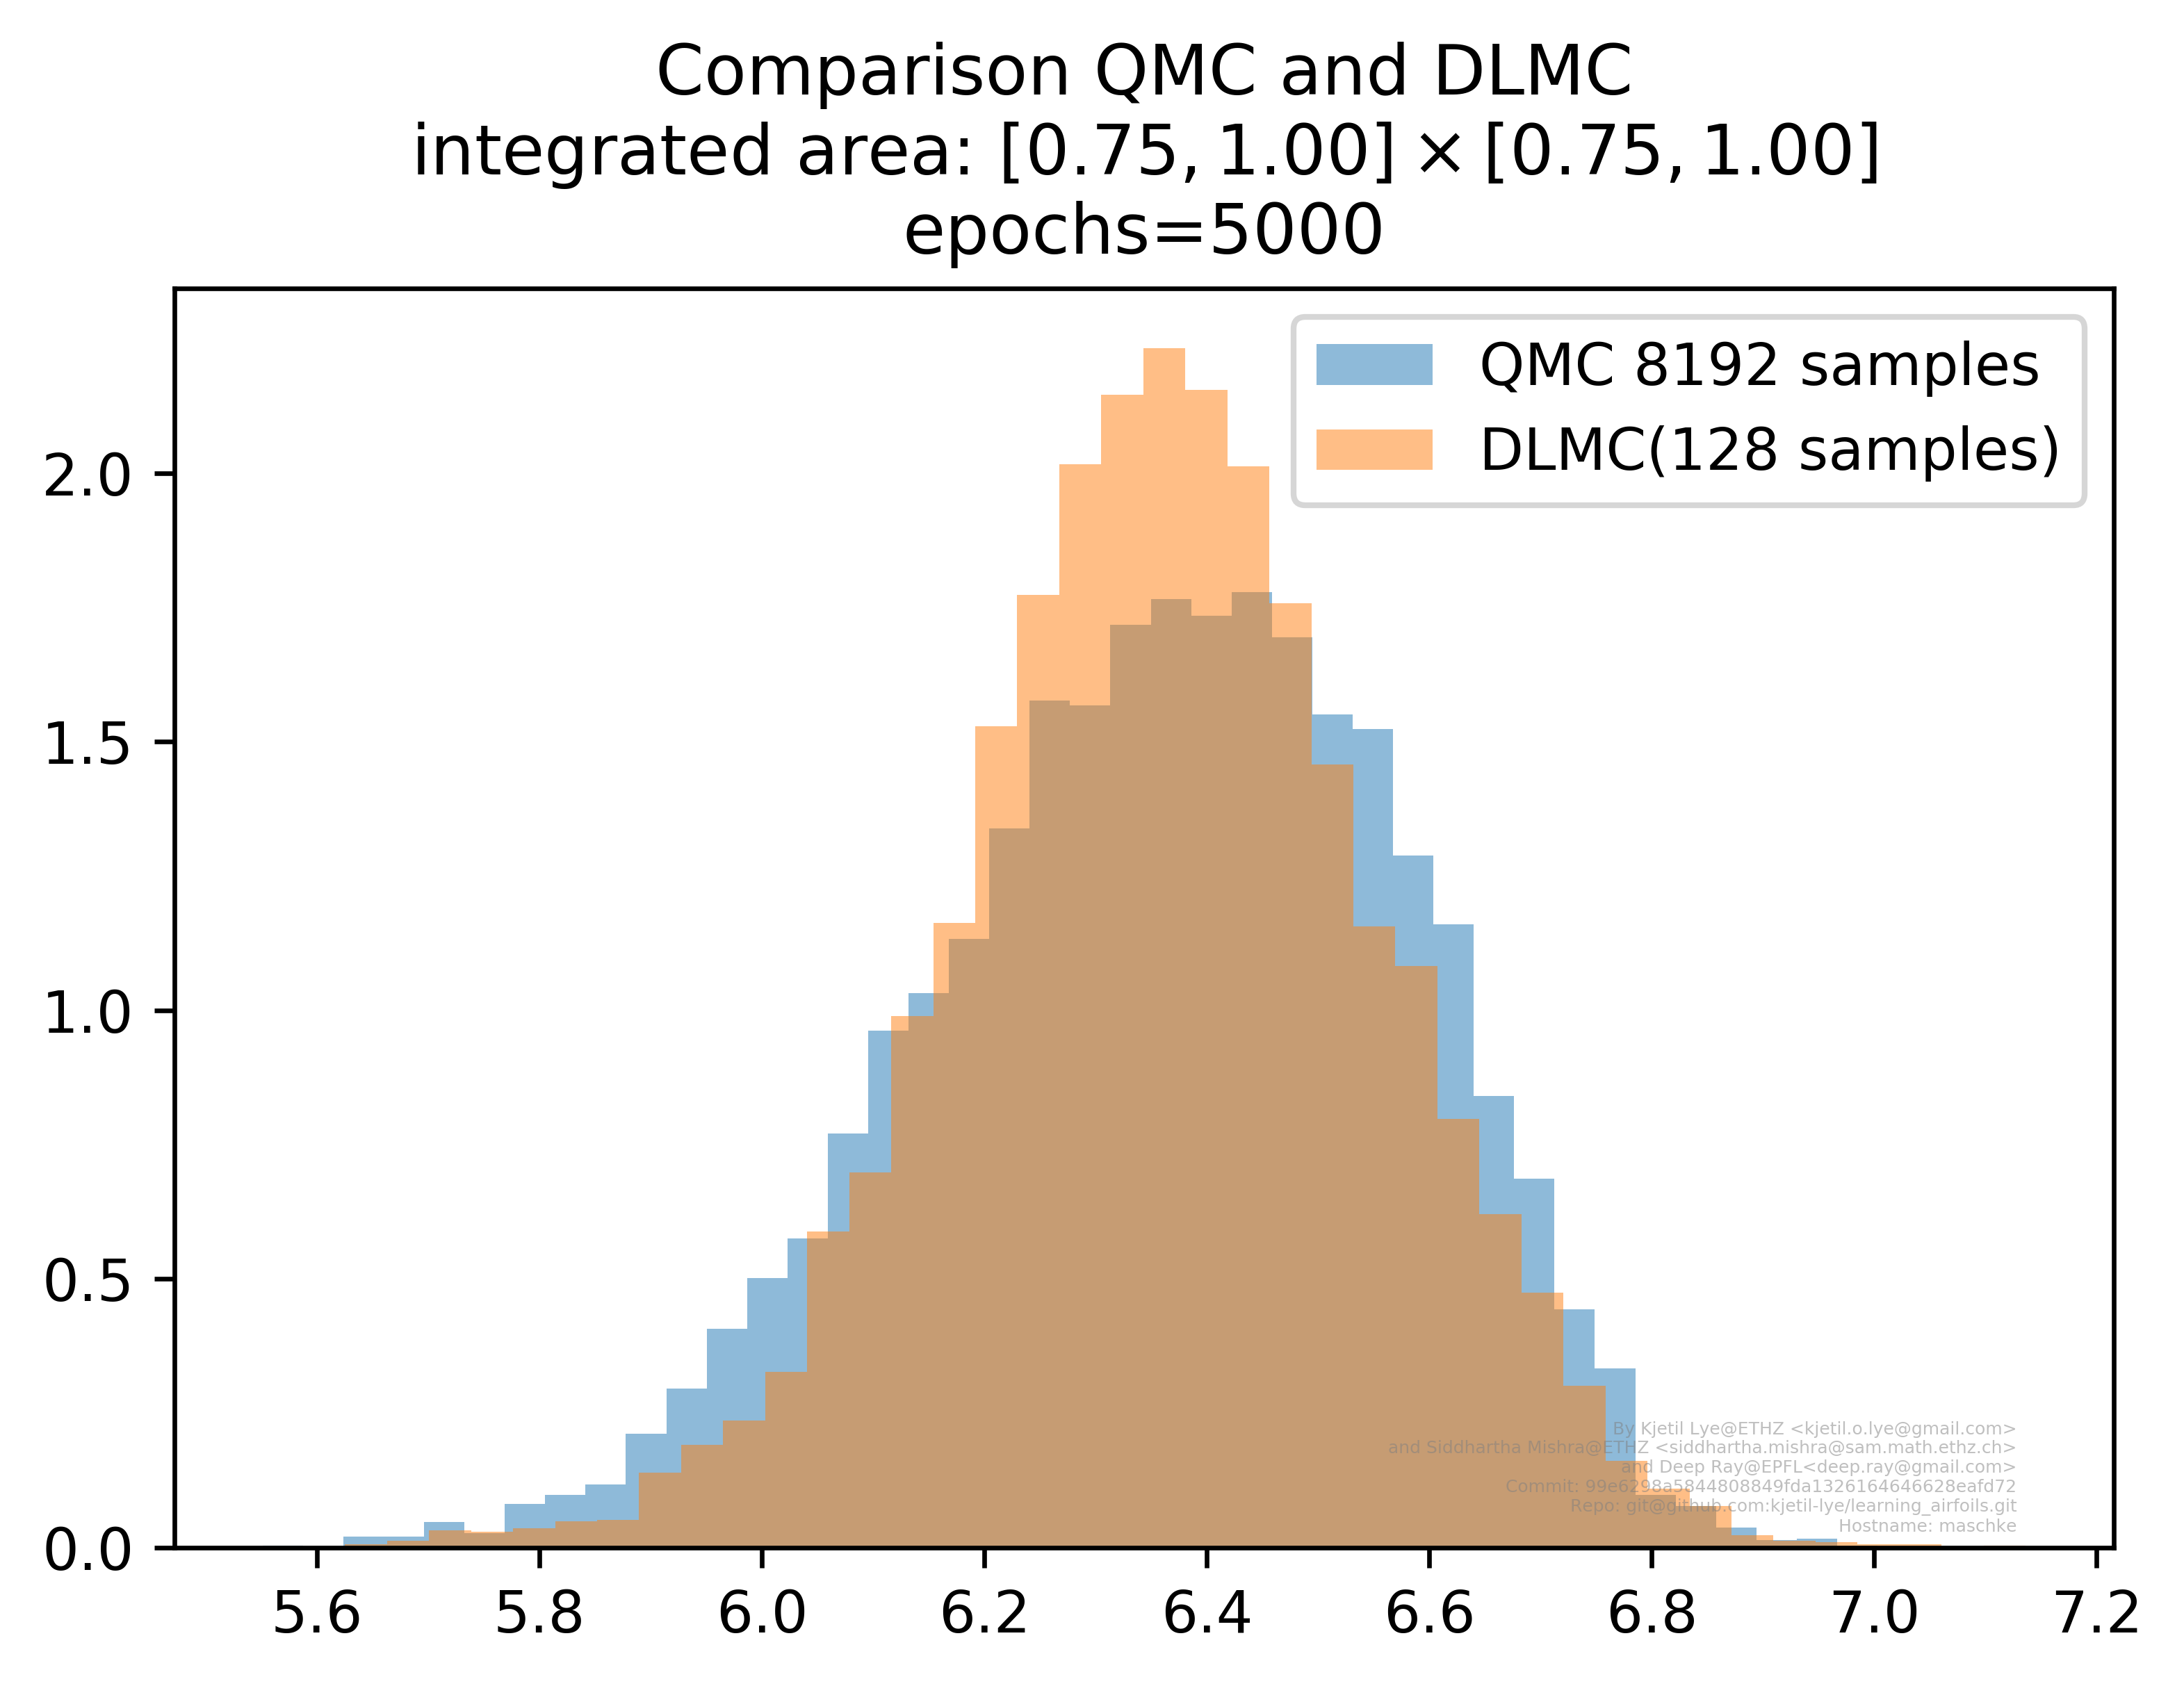 Comparison QMC and DLMC
integrated area: [0.75, 1.00] × [0.75, 1.00]
epochs=5000
QMC 8192 samples
DLMC(128 samples)
2.0
1.5
1.0
0.5
0.0
By Kjetil Lye@ETHZ <kjetil.o.lye@gmail.com>
and Siddhartha Mishra@ETHZ <siddhartha.mishra@sam.math.ethz.ch>
and Deep Ray@EPFL<deep.ray@gmail.com>
Commit: 99e6298a5844808849fda1326164646628eafd72
Repo: git@github.com:kjetil-lye/learning_airfoils.git
Hostname: maschke
5.6 5.8 6.0 6.2 6.4 6.6 6.8 7.0 7.2